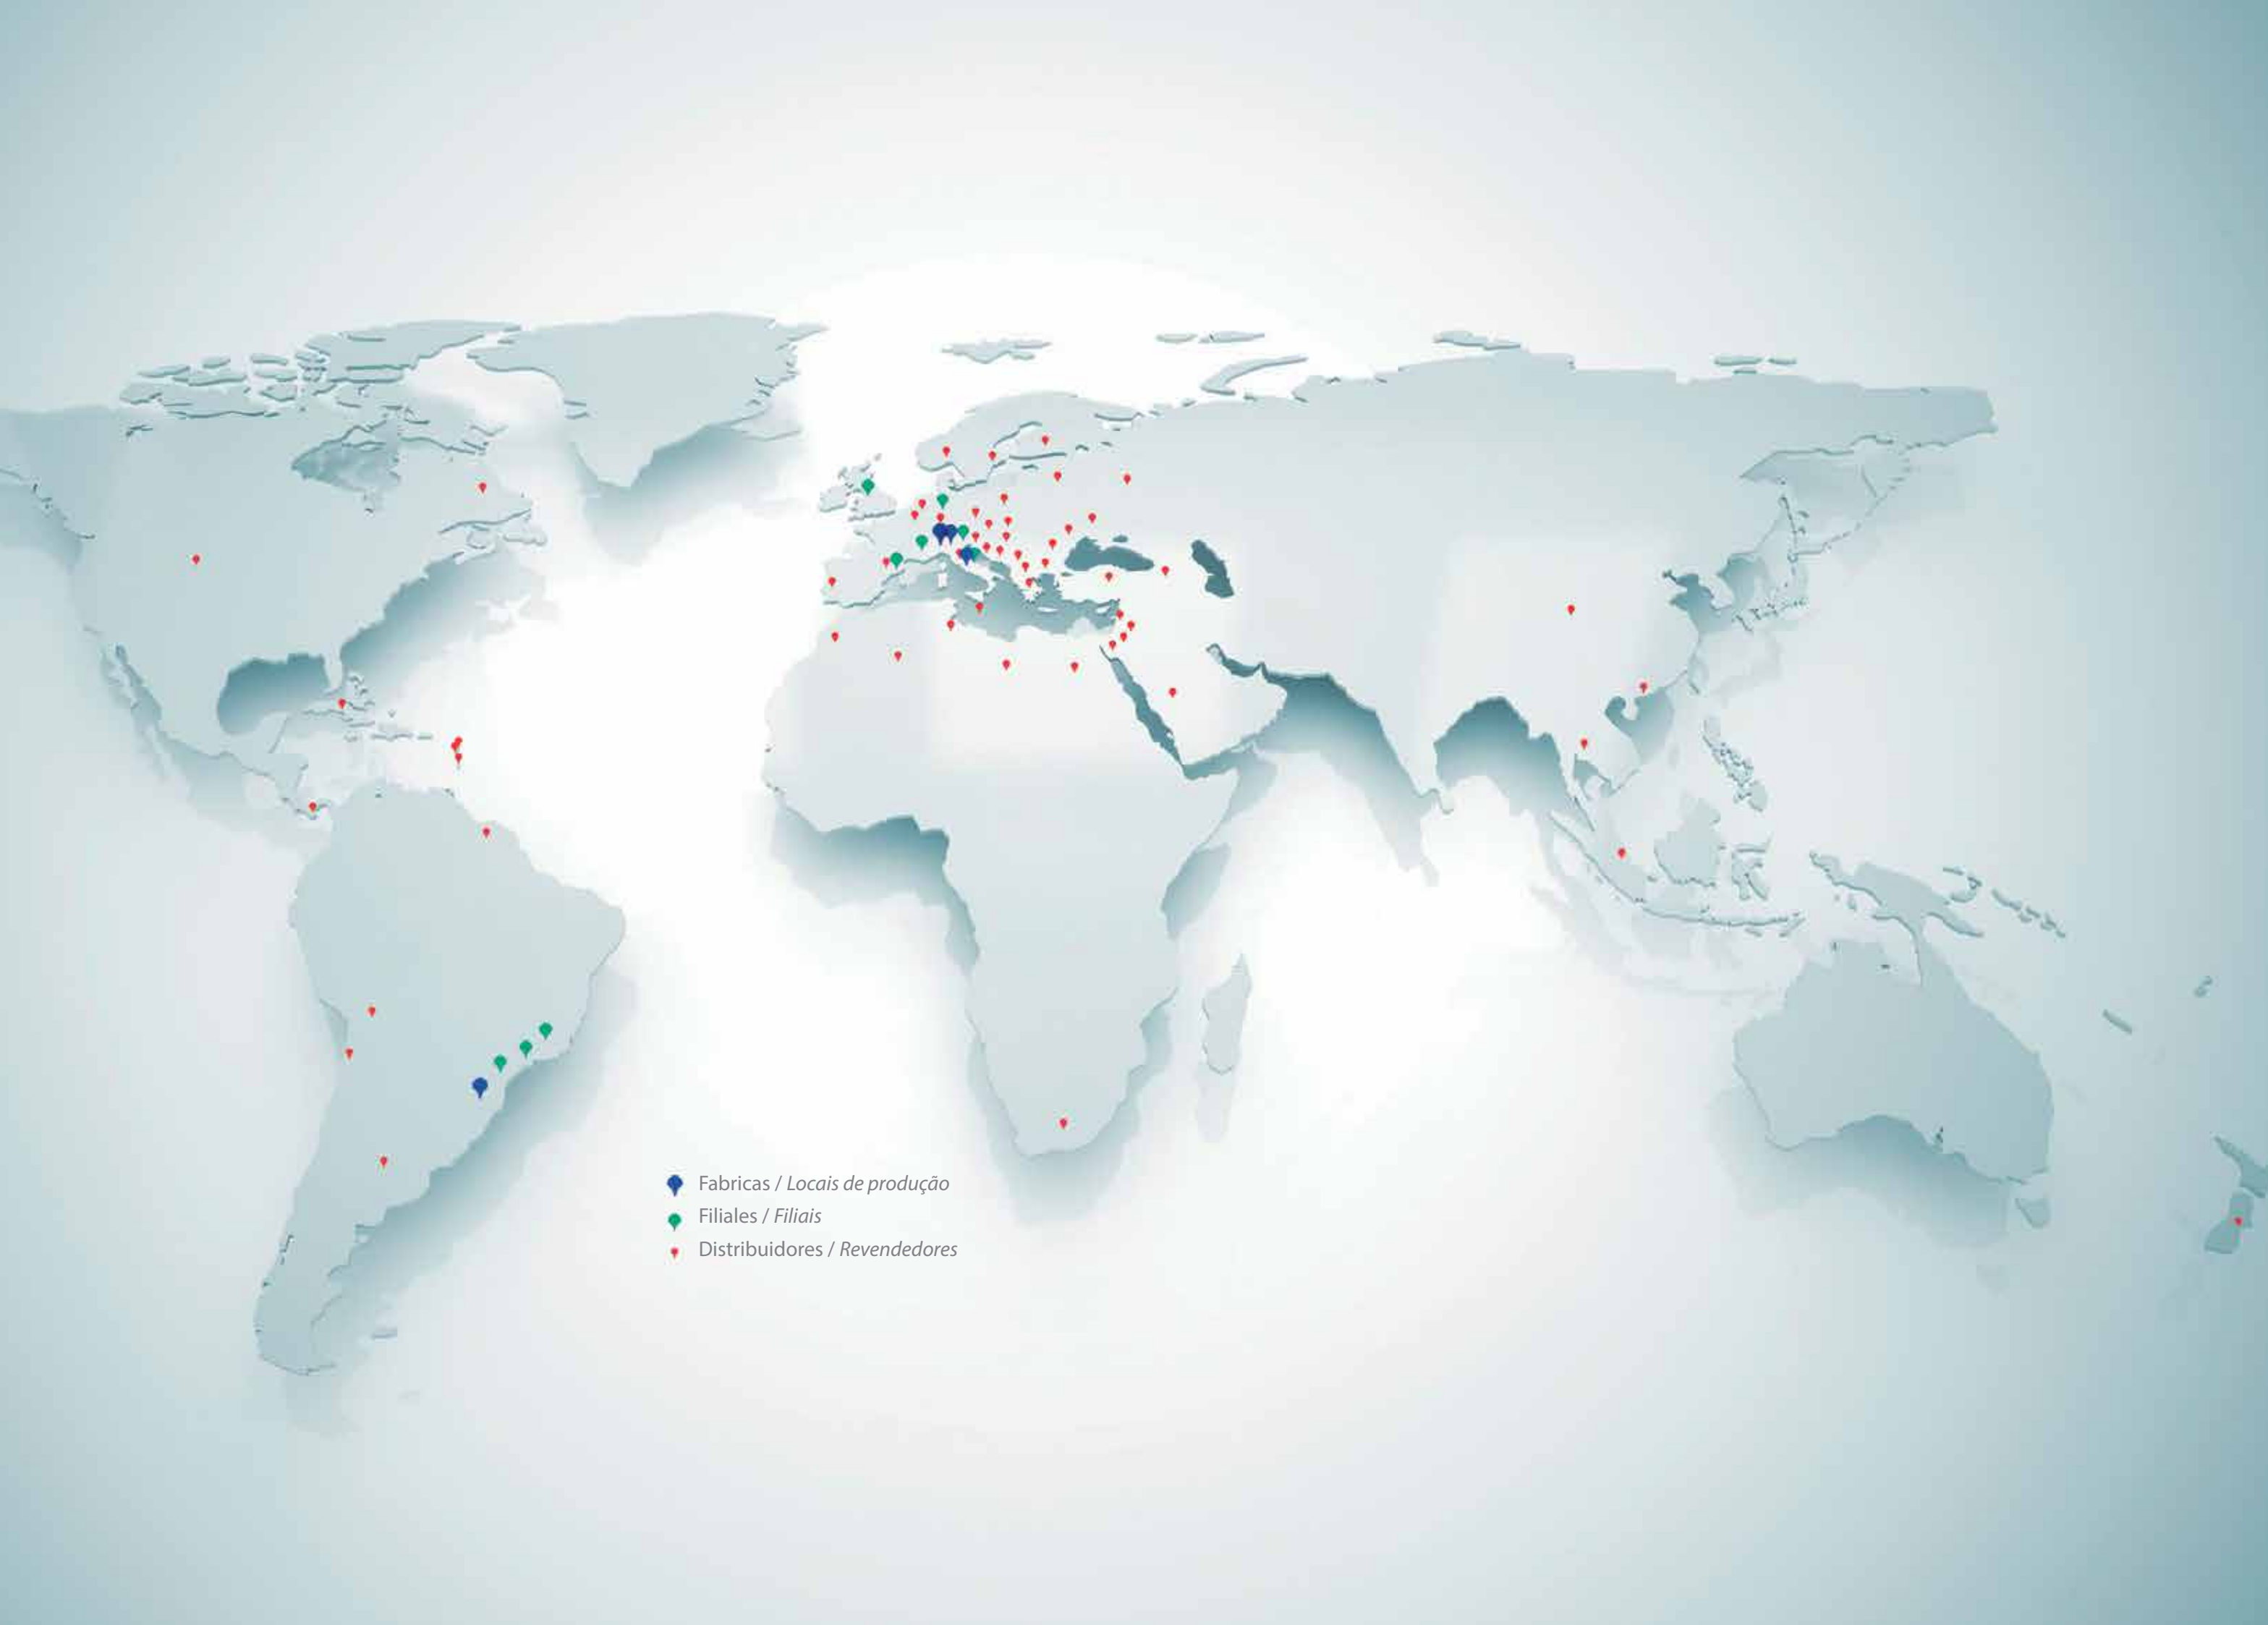 Fabricas / Locais de produção
Filiales / Filiais
Distribuidores / Revendedores